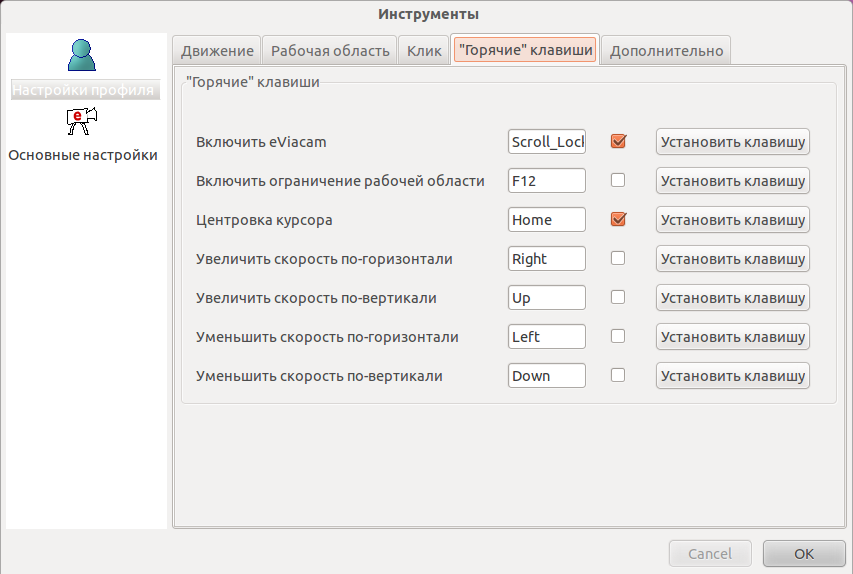 Инструменты
Настройки профиля
e
Основные настройки
Движение
Рабочая область
Клик
"Горячие" клавиши
Дополнительно
"Горячие" клавиши
Включить eViacam Scroll_Lock Установить клавишу
Включить ограничение рабочей области F12 Установить клавишу
Центровка курсора Home Установить клавишу
Увеличить скорость по-горизонтали Right Установить клавишу
Увеличить скорость по-вертикали Up Установить клавишу
Уменьшить скорость по-горизонтали Left Установить клавишу
Уменьшить скорость по-вертикали Down Установить клавишу
Cancel OK